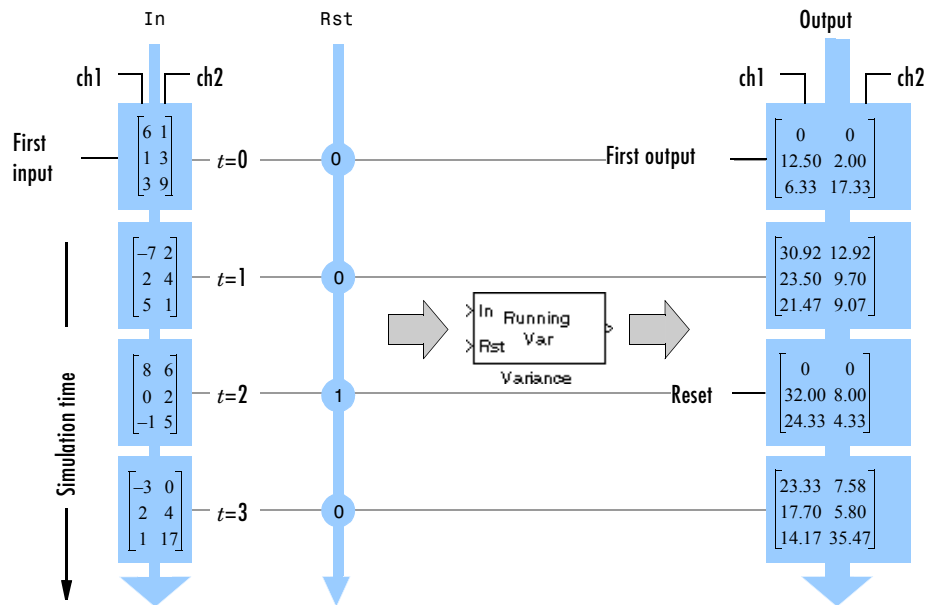 In Rst Output
ch1 ch2 ch1 ch2
First input
6 1
1 3
3 9
t=0
0
First output
0 0
12.50 2.00
6.33 17.33
–7 2
2 4
5 1
t=1
0
30.92 12.92
23.50 9.70
21.47 9.07
In
Rst
Running
Var
Variance
Simulation time
8 6
0 2
–1 5
t=2
1
Reset
0 0
32.00 8.00
24.33 4.33
–3 0
2 4
1 17
t=3
0
23.33 7.58
17.70 5.80
14.17 35.47